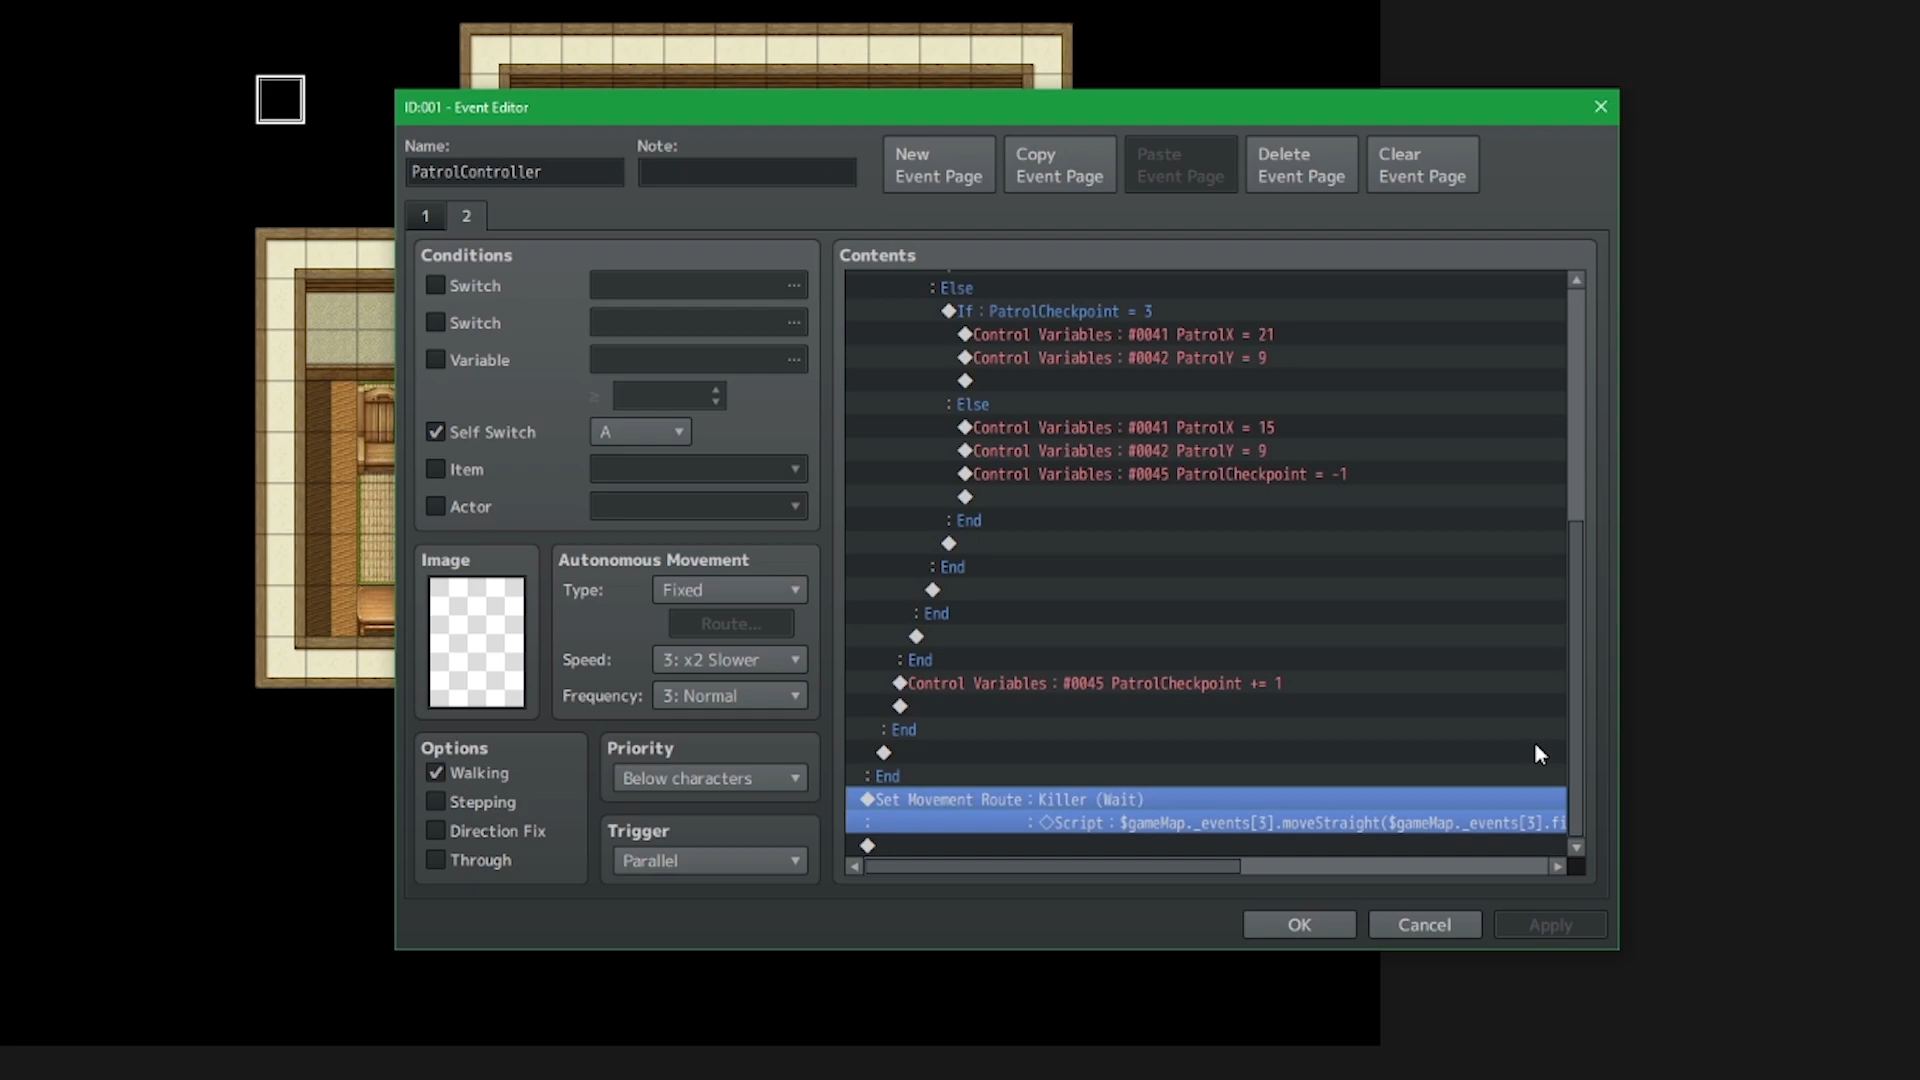 ID:001 - Event Editor
Name:
Note:
PatrolController
New Event Page
Copy Event Page
Paste Event Page
Delete Event Page
Clear Event Page
1
2
Conditions
Switch
...
Switch
...
Variable
...
≥
Self Switch
A
Item
Actor
Image
Autonomous Movement
Type:
Fixed
Route...
Speed:
3: x2 Slower
Frequency:
3: Normal
Options
Walking
Stepping
Direction Fix
Through
Priority
Below characters
Trigger
Parallel
Contents
: Else
◆If : PatrolCheckpoint = 3
◆Control Variables : #0041 PatrolX = 21
◆Control Variables : #0042 PatrolY = 9
◆
: Else
◆Control Variables : #0041 PatrolX = 15
◆Control Variables : #0042 PatrolY = 9
◆Control Variables : #0045 PatrolCheckpoint = -1
◆
: End
◆
: End
◆
: End
◆
: End
◆Control Variables : #0045 PatrolCheckpoint += 1
◆
: End
◆
: End
◆Set Movement Route : Killer (Wait)
: : ◇Script : $gameMap._events[3].moveStraight($gameMap._events[3].fi
◆
OK
Cancel
Apply